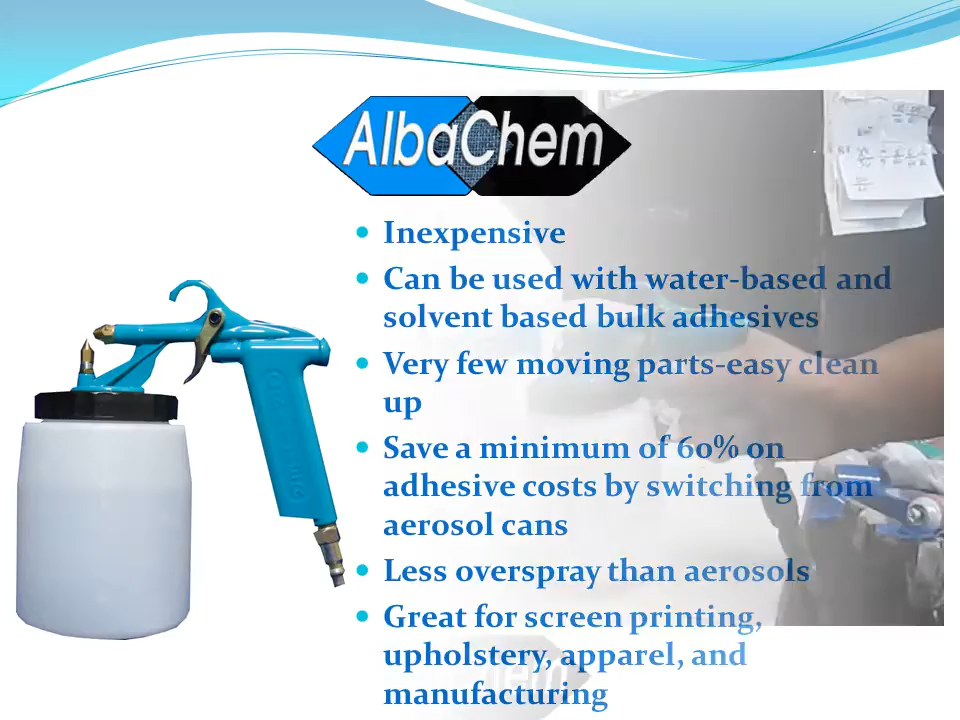 AlbaChem
• Inexpensive
• Can be used with water-based and
solvent based bulk adhesives
• Very few moving parts-easy clean
up
• Save a minimum of 60% on
adhesive costs by switching from
aerosol cans
• Less overspray than aerosols
• Great for screen printing,
upholstery, apparel, and
manufacturing